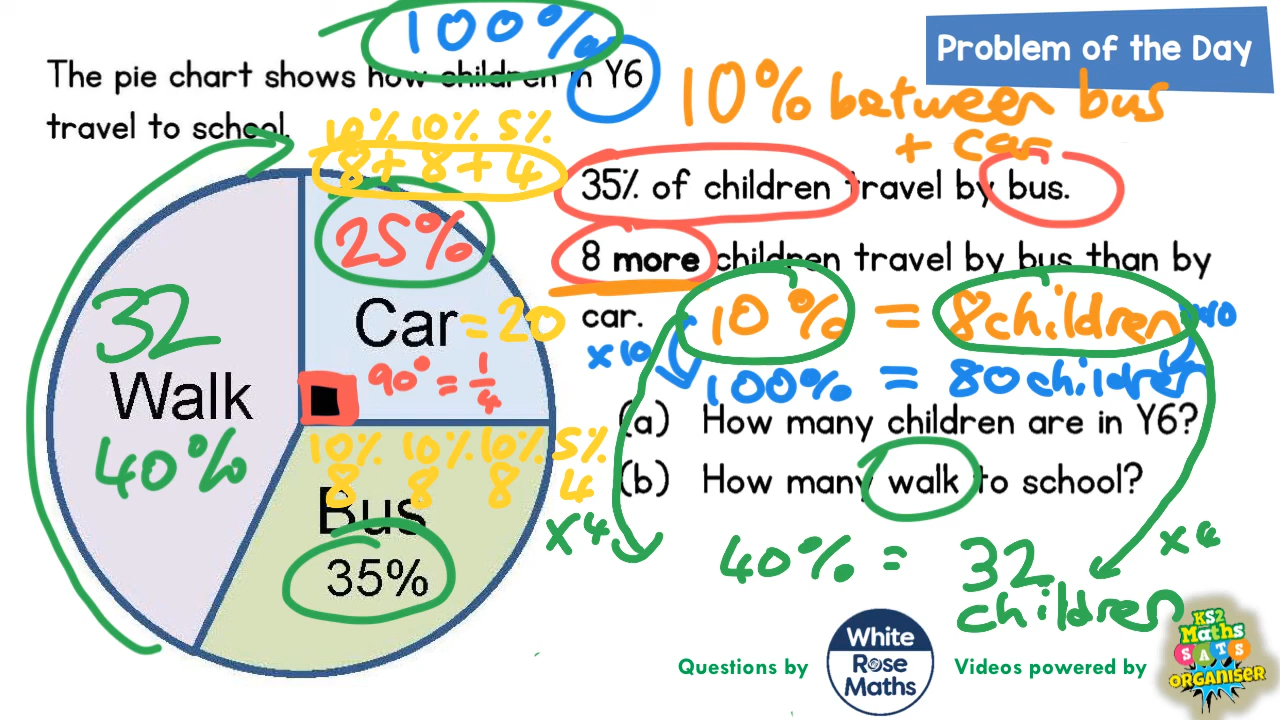 100%
Problem of the Day
The pie chart shows how children in Y6
travel to school.
10% between bus
+ car
10% 10% 5%
8 + 8 + 4
35% of children travel by bus.
25%
8 more children travel by bus than by
car.
Car = 20
10% = 8 children
x10
x10
100% = 80 children
90° = 1/4
32
Walk
40%
(a) How many children are in Y6?
(b) How many walk to school?
10% 10% 10% 5%
8 8 8 4
Bus
35%
x4
x4
40% = 32
children
Questions by
White
Rose
Maths
Videos powered by
KS2
Maths
SATS
ORGANISER